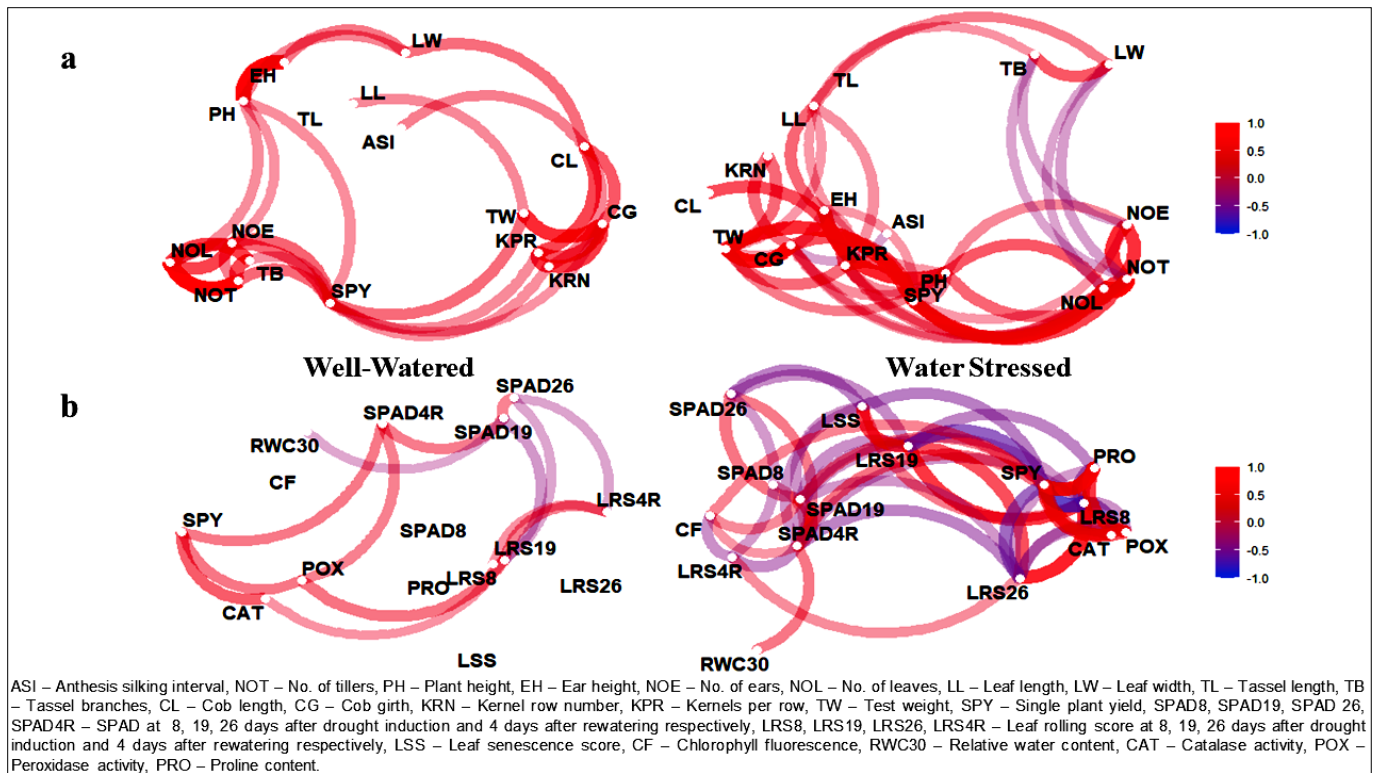 a
LW
EH
LL
PH
TL
ASI
CL
TW
CG
KPR
KRN
NOE
NOL
TB
NOT
SPY
LW
TB
TL
LL
KRN
CL
EH
ASI
NOE
TW
CG
KPR
PH
SPY
NOT
NOL
1.0
0.5
0.0
-0.5
-1.0
Well-Watered
Water Stressed
b
SPAD26
SPAD4R
SPAD19
RWC30
CF
LRS4R
SPY
SPAD8
LRS19
POX
LRS8
PRO
LRS26
CAT
LSS
SPAD26
LSS
LRS19
PRO
SPY
SPAD8
SPAD19
LRS8
CF
SPAD4R
CAT
POX
LRS4R
LRS26
RWC30
1.0
0.5
0.0
-0.5
-1.0
ASI – Anthesis silking interval, NOT – No. of tillers, PH – Plant height, EH – Ear height, NOE – No. of ears, NOL – No. of leaves, LL – Leaf length, LW – Leaf width, TL – Tassel length, TB
– Tassel branches, CL – Cob length, CG – Cob girth, KRN – Kernel row number, KPR – Kernels per row, TW – Test weight, SPY – Single plant yield, SPAD8, SPAD19, SPAD 26,
SPAD4R – SPAD at 8, 19, 26 days after drought induction and 4 days after rewatering respectively, LRS8, LRS19, LRS26, LRS4R – Leaf rolling score at 8, 19, 26 days after drought
induction and 4 days after rewatering respectively, LSS – Leaf senescence score, CF – Chlorophyll fluorescence, RWC30 – Relative water content, CAT – Catalase activity, POX –
Peroxidase activity, PRO – Proline content.